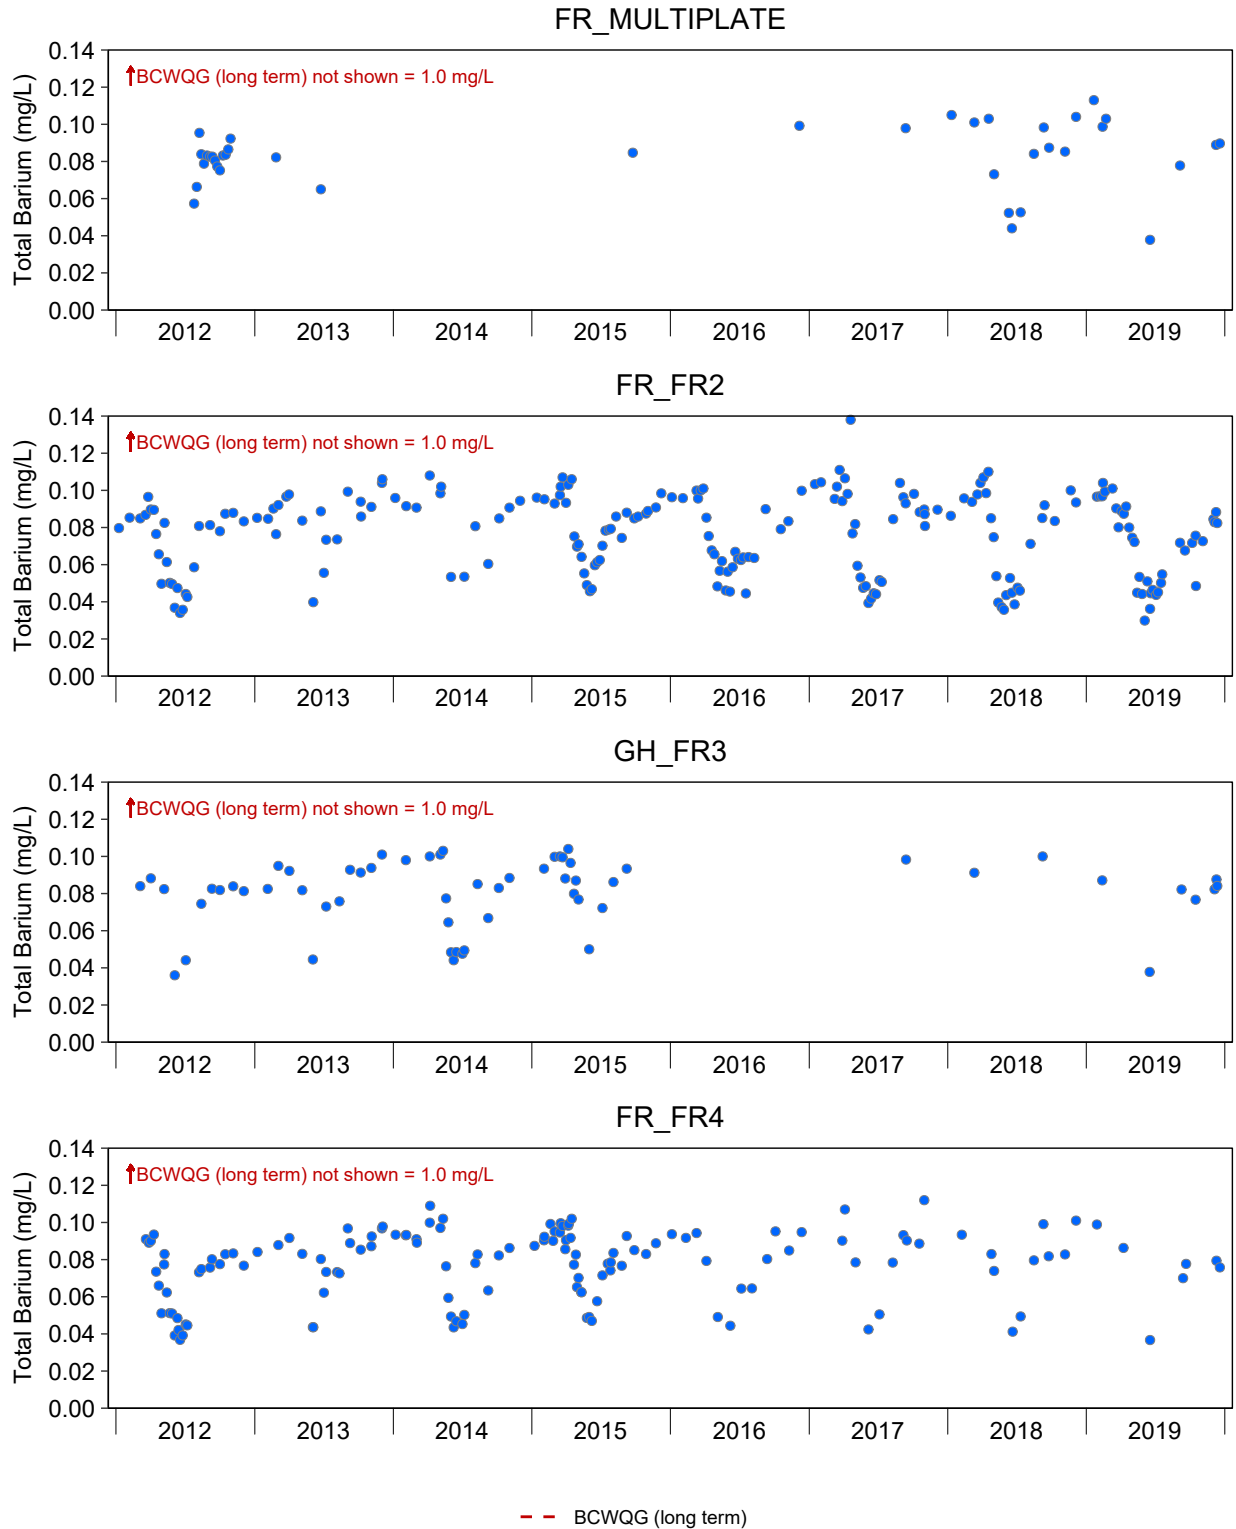 FR_MULTIPLATE
Total Barium (mg/L)
0.14
0.12
0.10
0.08
0.06
0.04
0.02
0.00
BCWQG (long term) not shown = 1.0 mg/L
2012 2013 2014 2015 2016 2017 2018 2019
FR_FR2
Total Barium (mg/L)
0.14
0.12
0.10
0.08
0.06
0.04
0.02
0.00
BCWQG (long term) not shown = 1.0 mg/L
2012 2013 2014 2015 2016 2017 2018 2019
GH_FR3
Total Barium (mg/L)
0.14
0.12
0.10
0.08
0.06
0.04
0.02
0.00
BCWQG (long term) not shown = 1.0 mg/L
2012 2013 2014 2015 2016 2017 2018 2019
FR_FR4
Total Barium (mg/L)
0.14
0.12
0.10
0.08
0.06
0.04
0.02
0.00
BCWQG (long term) not shown = 1.0 mg/L
2012 2013 2014 2015 2016 2017 2018 2019
BCWQG (long term)